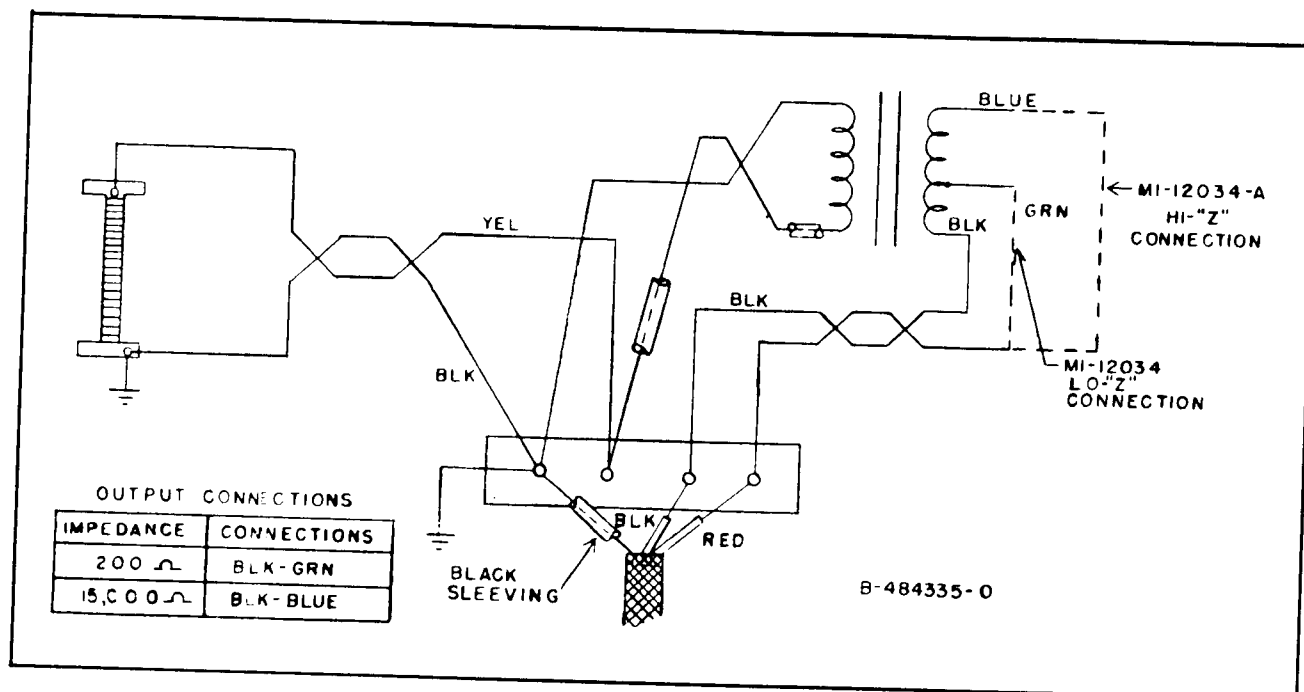 BLUE
MI-12034-A
HI-"Z"
CONNECTION
GRN
BLK
YEL
BLK
MI-12034
LO-"Z"
CONNECTION
BLK
OUTPUT CONNECTIONS
IMPEDANCE CONNECTIONS
200 Ω BLK-GRN
15,000 Ω BLK-BLUE
BLK
RED
BLACK
SLEEVING
B-484335-0